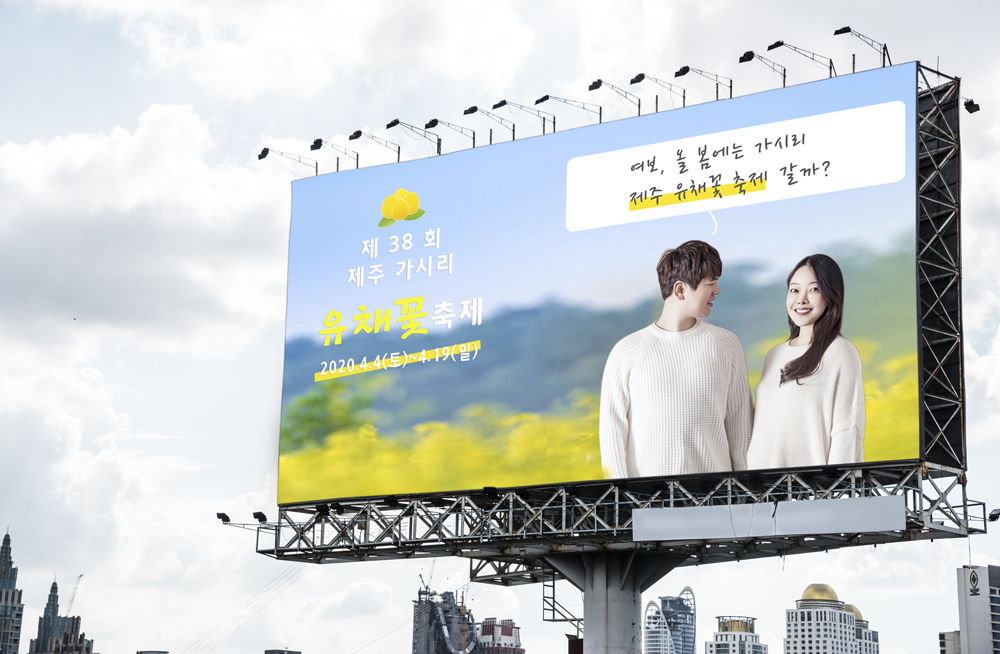 제 38 회
제주 가시리
유채꽃축제
2020.4.4(토)~4.19(일)
여보, 올 봄에는 가시리
제주 유채꽃 축제 갈까?